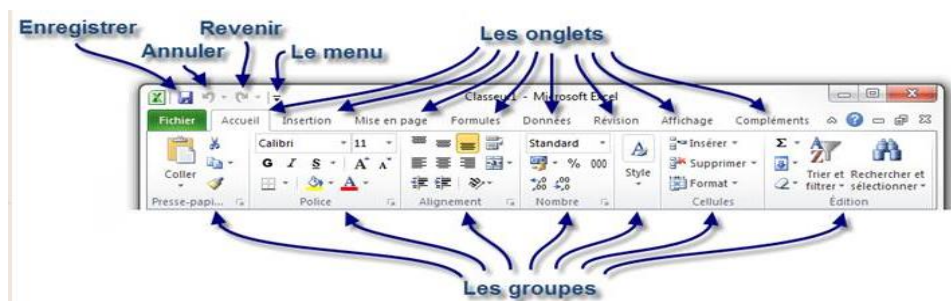 Enregistrer
Revenir
Annuler
Le menu
Les onglets
Classeur1 - Microsoft Excel
Fichier Accueil Insertion Mise en page Formules Données Révision Affichage Compléments
Calibri 11 Standard Insérer Σ
G I S A A % 000 Supprimer
Coller A Style Format Trier et filtrer Rechercher et sélectionner
Presse-papi... Police Alignement Nombre Cellules Édition
Les groupes